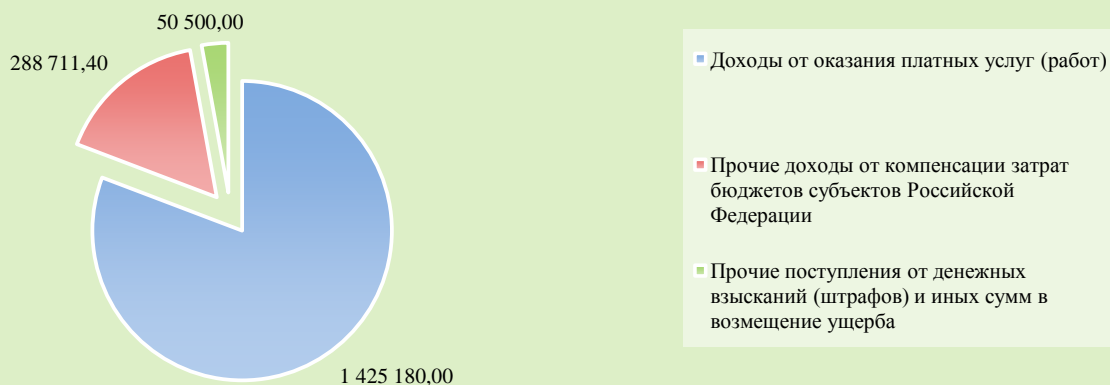 50 500,00
288 711,40
1 425 180,00
Доходы от оказания платных услуг (работ)
Прочие доходы от компенсации затрат
бюджетов субъектов Российской
Федерации
Прочие поступления от денежных
взысканий (штрафов) и иных сумм в
возмещение ущерба